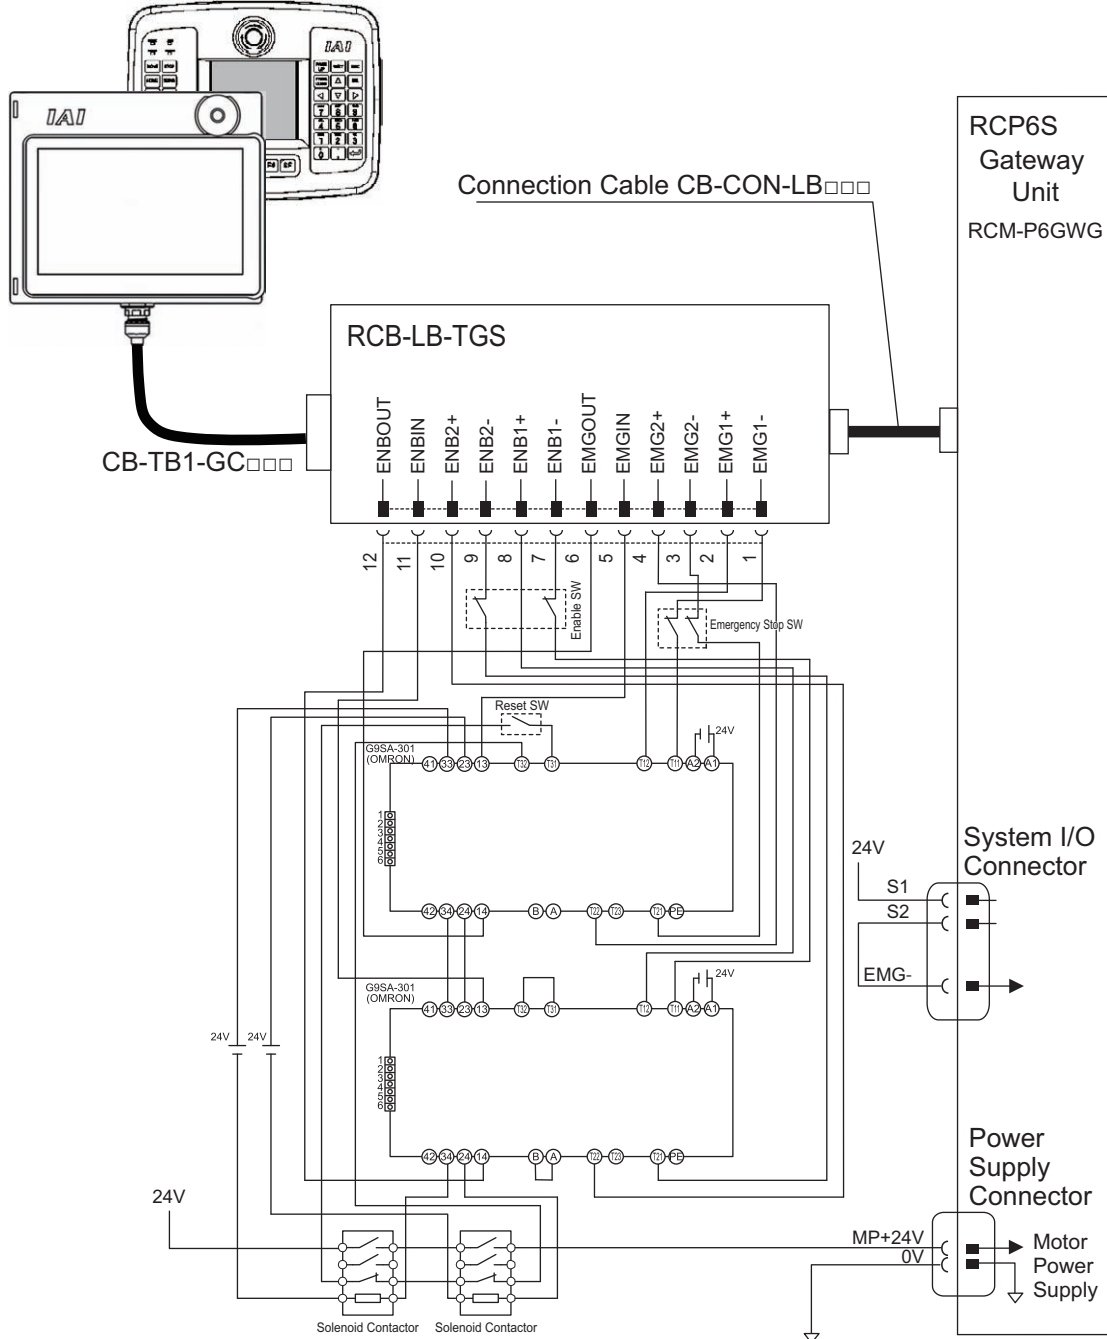 IAI
IAI
RCP6S
Gateway
Unit
RCM-P6GWG
Connection Cable CB-CON-LB□□□
RCB-LB-TGS
ENBOUT
ENBIN
ENB2+
ENB2-
ENB1+
ENB1-
EMGOUT
EMGIN
EMG2+
EMG2-
EMG1+
EMG1-
CB-TB1-GC□□□
12
11
10
9
8
7
6
5
4
3
2
1
Enable SW
Emergency Stop SW
Reset SW
24V
G9SA-301
(OMRON)
41 33 23 13 T32 T31 T12 T11 A2 A1
1
2
3
4
5
6
42 34 24 14 B A T22 T23 T21 PE
24V
G9SA-301
(OMRON)
41 33 23 13 T32 T31 T12 T11 A2 A1
1
2
3
4
5
6
42 34 24 14 B A T22 T23 T21 PE
24V 24V
24V
Solenoid Contactor Solenoid Contactor
System I/O
Connector
24V
S1
S2
EMG-
Power
Supply
Connector
MP+24V
0V
Motor
Power
Supply